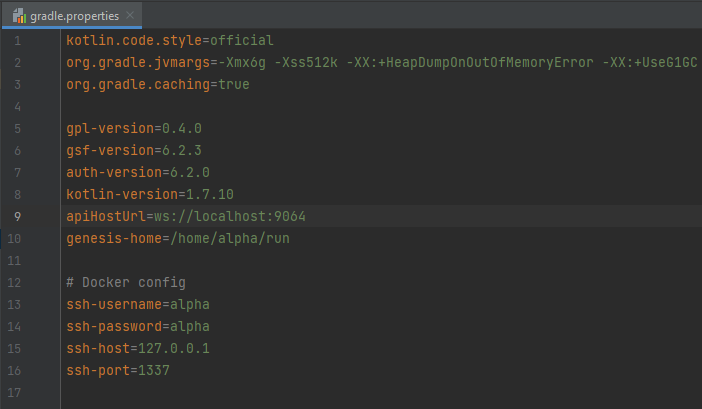 gradle.properties
1 kotlin.code.style=official
2 org.gradle.jvmargs=-Xmx6g -Xss512k -XX:+HeapDumpOnOutOfMemoryError -XX:+UseG1GC
3 org.gradle.caching=true
4
5 gpl-version=0.4.0
6 gsf-version=6.2.3
7 auth-version=6.2.0
8 kotlin-version=1.7.10
9 apiHostUrl=ws://localhost:9064
10 genesis-home=/home/alpha/run
11
12 # Docker config
13 ssh-username=alpha
14 ssh-password=alpha
15 ssh-host=127.0.0.1
16 ssh-port=1337
17